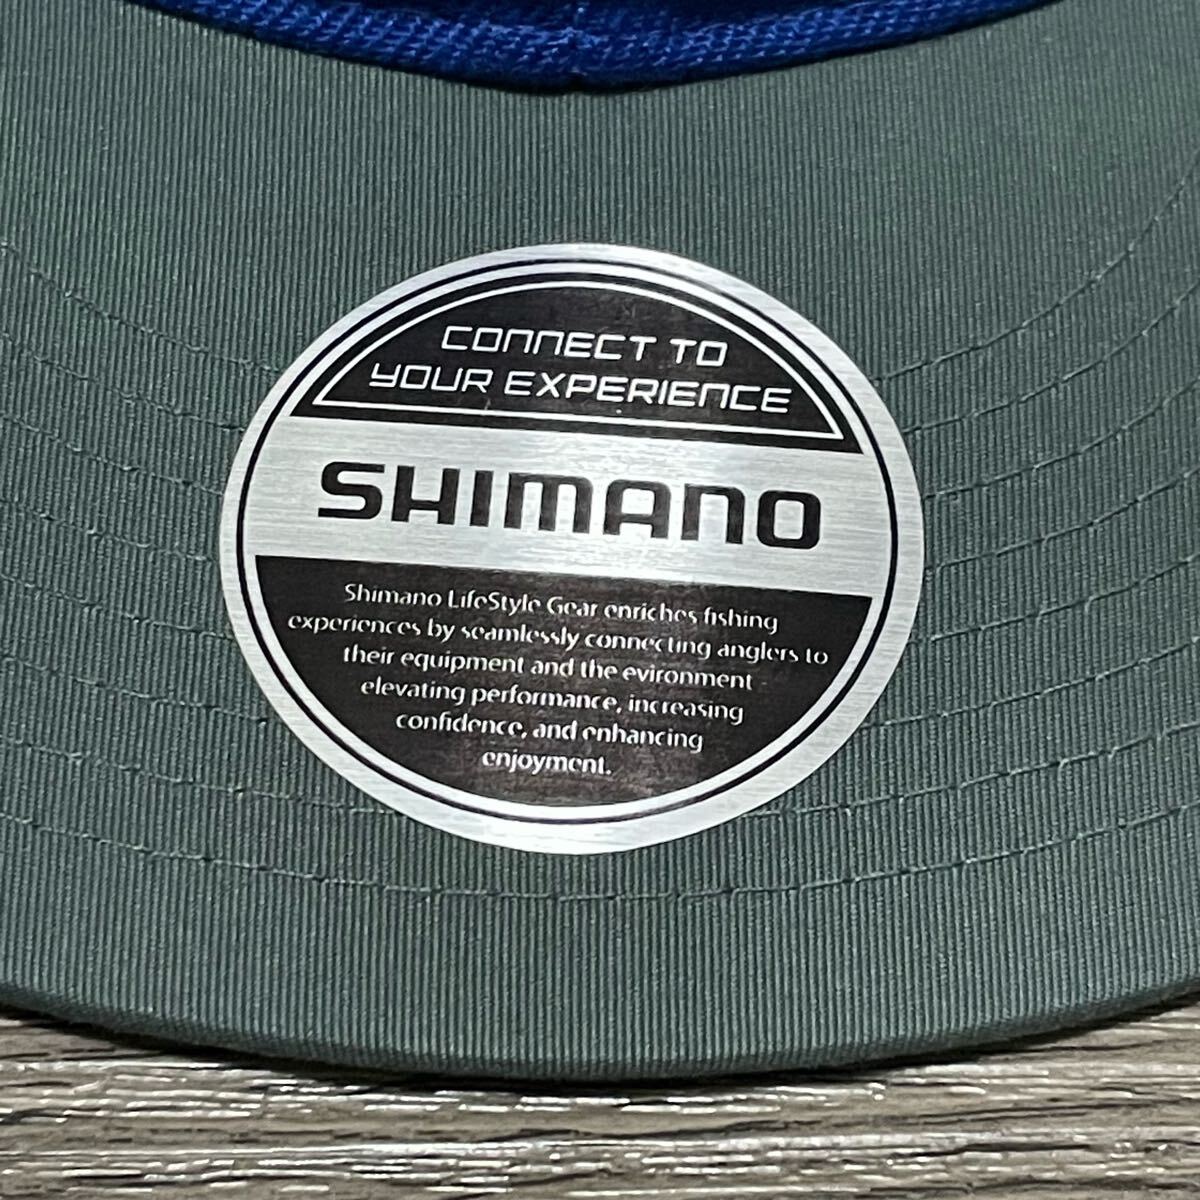 CONNECT TO
YOUR EXPERIENCE
SHIMANO
Shimano LifeStyle Gear enriches fishing
experiences by seamlessly connecting anglers to
their equipment and the evironment
elevating performance, increasing
confidence, and enhancing
enjoyment.